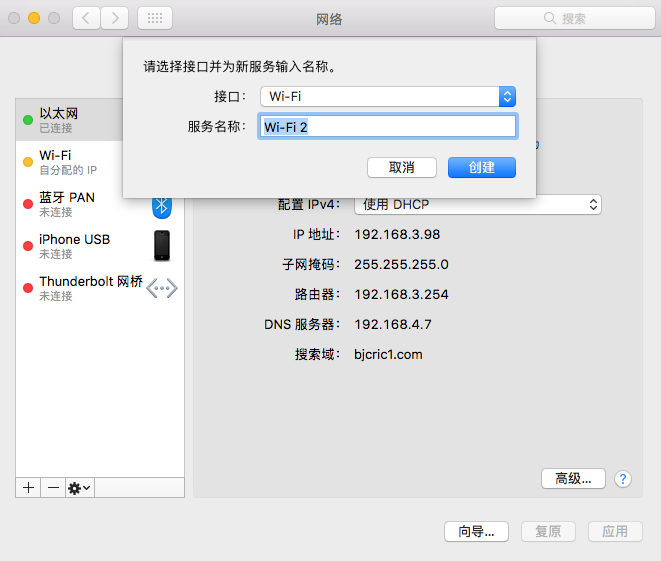 网络
搜索
请选择接口并为新服务输入名称。
接口： Wi-Fi
服务名称： Wi-Fi 2
取消 创建
以太网
已连接
Wi-Fi
自分配的 IP
蓝牙 PAN
未连接
iPhone USB
未连接
Thunderbolt 网桥
未连接
配置 IPv4： 使用 DHCP
IP 地址： 192.168.3.98
子网掩码： 255.255.255.0
路由器： 192.168.3.254
DNS 服务器： 192.168.4.7
搜索域： bjcric1.com
高级... ?
向导... 复原 应用